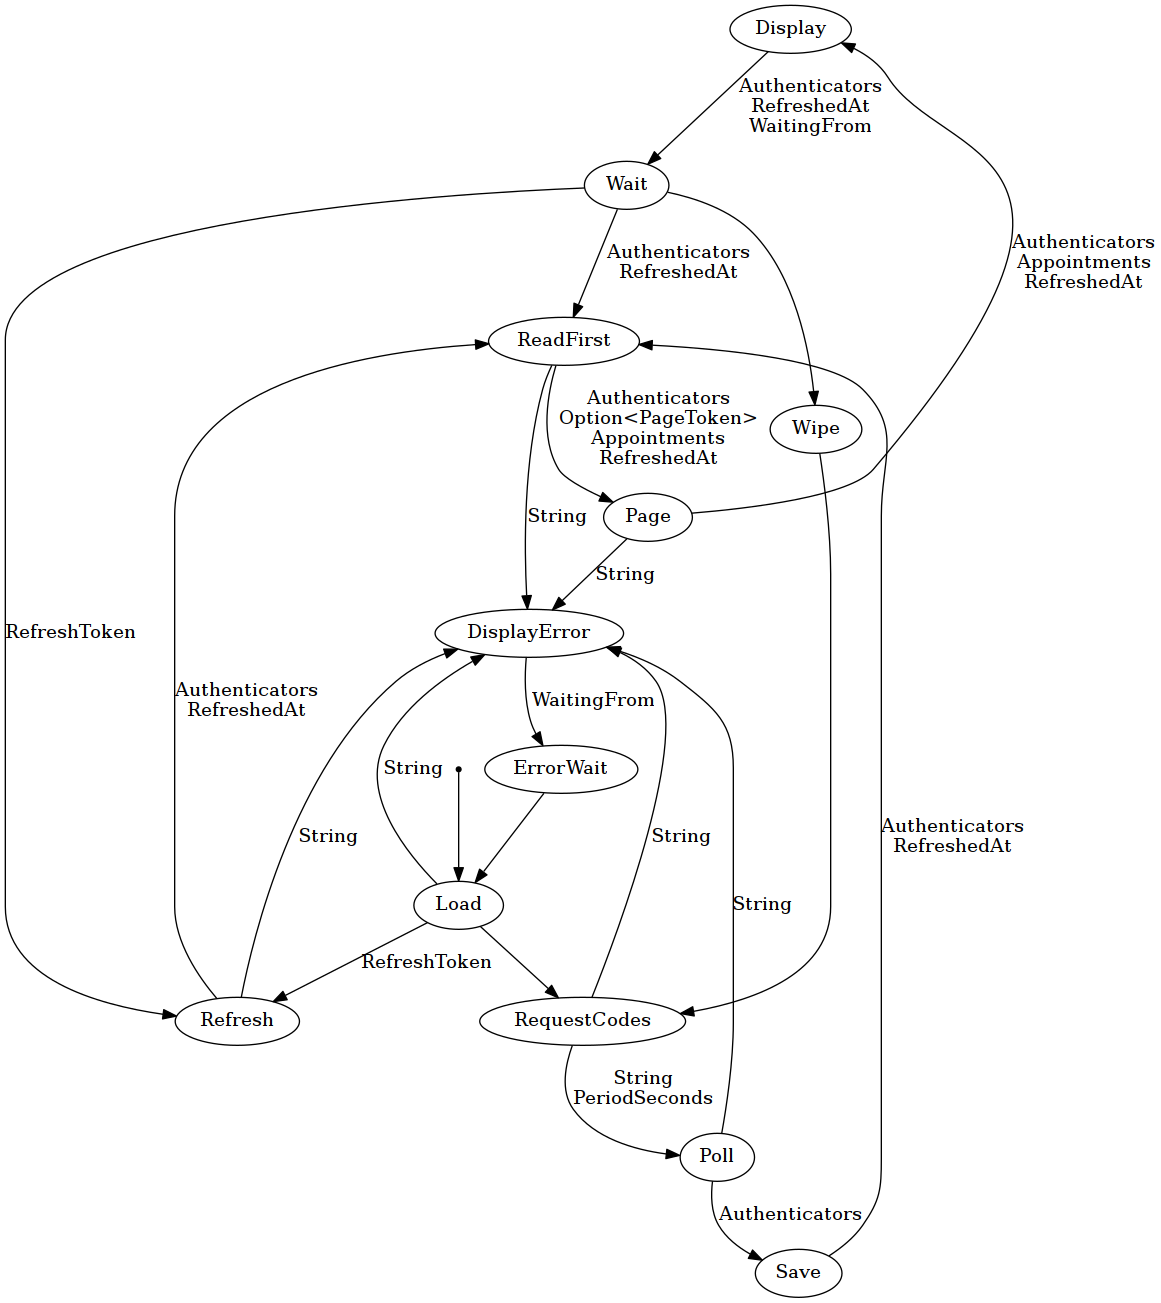 Display
Authenticators
RefreshedAt
WaitingFrom
Wait
Authenticators
RefreshedAt
Authenticators
Appointments
RefreshedAt
ReadFirst
Authenticators
Option<PageToken>
Appointments
RefreshedAt
Wipe
String
Page
String
RefreshToken
DisplayError
Authenticators
RefreshedAt
WaitingFrom
String
ErrorWait
String
String
Authenticators
RefreshedAt
Load
String
RefreshToken
Refresh
RequestCodes
String
PeriodSeconds
Poll
Authenticators
Save